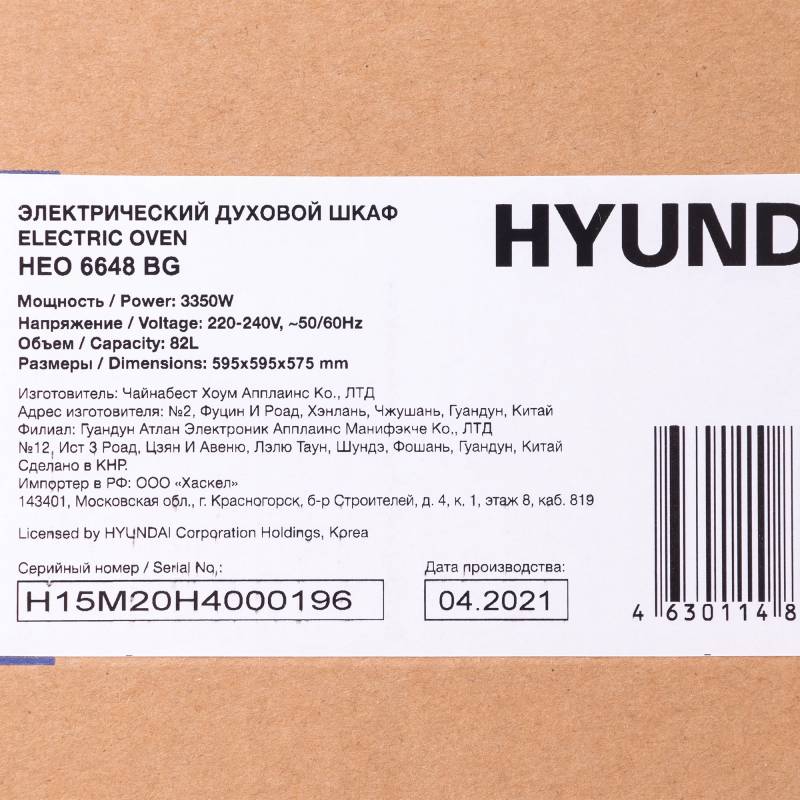 ЭЛЕКТРИЧЕСКИЙ ДУХОВОЙ ШКАФ
ELECTRIC OVEN
HEO 6648 BG
HYUND
Мощность / Power: 3350W
Напряжение / Voltage: 220-240V, ~50/60Hz
Объем / Capacity: 82L
Размеры / Dimensions: 595x595x575 mm
Изготовитель: Чайнабест Хоум Апплаинс Ко., ЛТД
Адрес изготовителя: №2, Фуцин И Роад, Хэнлань, Чжушань, Гуандун, Китай
Филиал: Гуандун Атлан Электроник Апплаинс Манифэкче Ко., ЛТД
№12, Ист 3 Роад, Цзян И Авеню, Лэлю Таун, Шундэ, Фошань, Гуандун, Китай
Сделано в КНР.
Импортер в РФ: ООО «Хаскел»
143401, Московская обл., г. Красногорск, б-р Строителей, д. 4, к. 1, этаж 8, каб. 819
Licensed by HYUNDAI Corporation Holdings, Korea
Серийный номер / Serial No.:
H15M20H4000196
Дата производства:
04.2021
4 630114 8